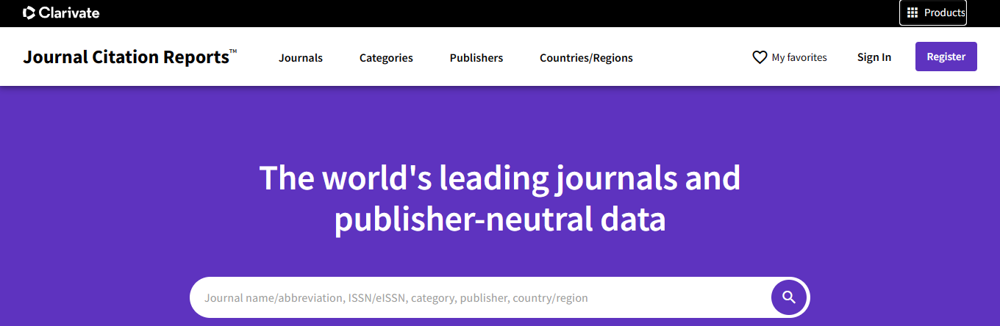 Clarivate
Products
Journal Citation Reports™
Journals
Categories
Publishers
Countries/Regions
My favorites
Sign In
Register
The world's leading journals and
publisher-neutral data
Journal name/abbreviation, ISSN/eISSN, category, publisher, country/region